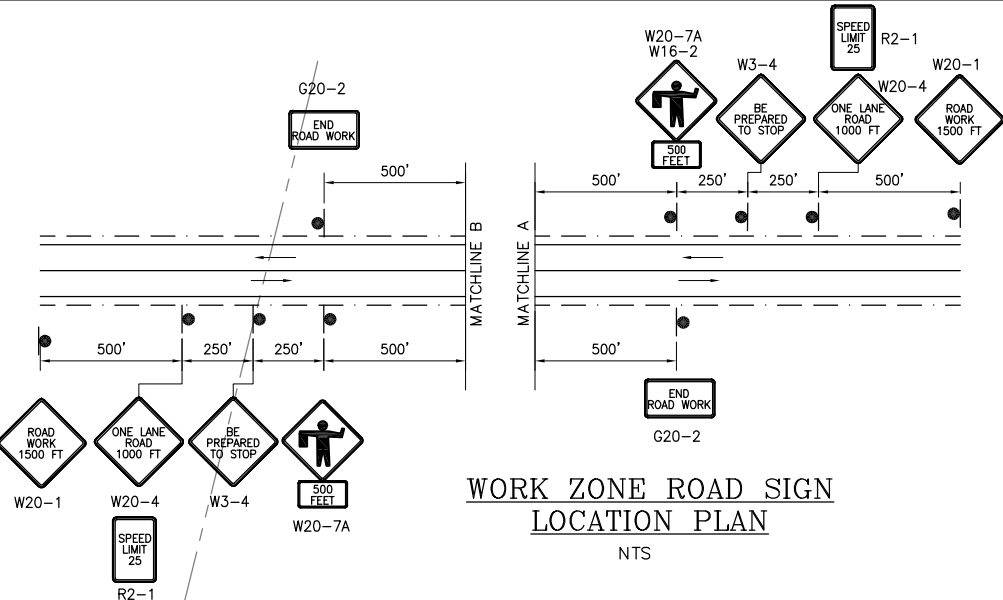 G20-2
END
ROAD WORK
500'
MATCHLINE B
500'
250'
250'
500'
ROAD
WORK
1500 FT
W20-1
ONE LANE
ROAD
1000 FT
W20-4
SPEED
LIMIT
25
R2-1
BE
PREPARED
TO STOP
W3-4
500
FEET
W20-7A
W20-7A
W16-2
500
FEET
W3-4
BE
PREPARED
TO STOP
SPEED
LIMIT
25
R2-1
W20-4
ONE LANE
ROAD
1000 FT
W20-1
ROAD
WORK
1500 FT
500'
250'
250'
500'
MATCHLINE A
500'
END
ROAD WORK
G20-2
WORK ZONE ROAD SIGN
LOCATION PLAN
NTS